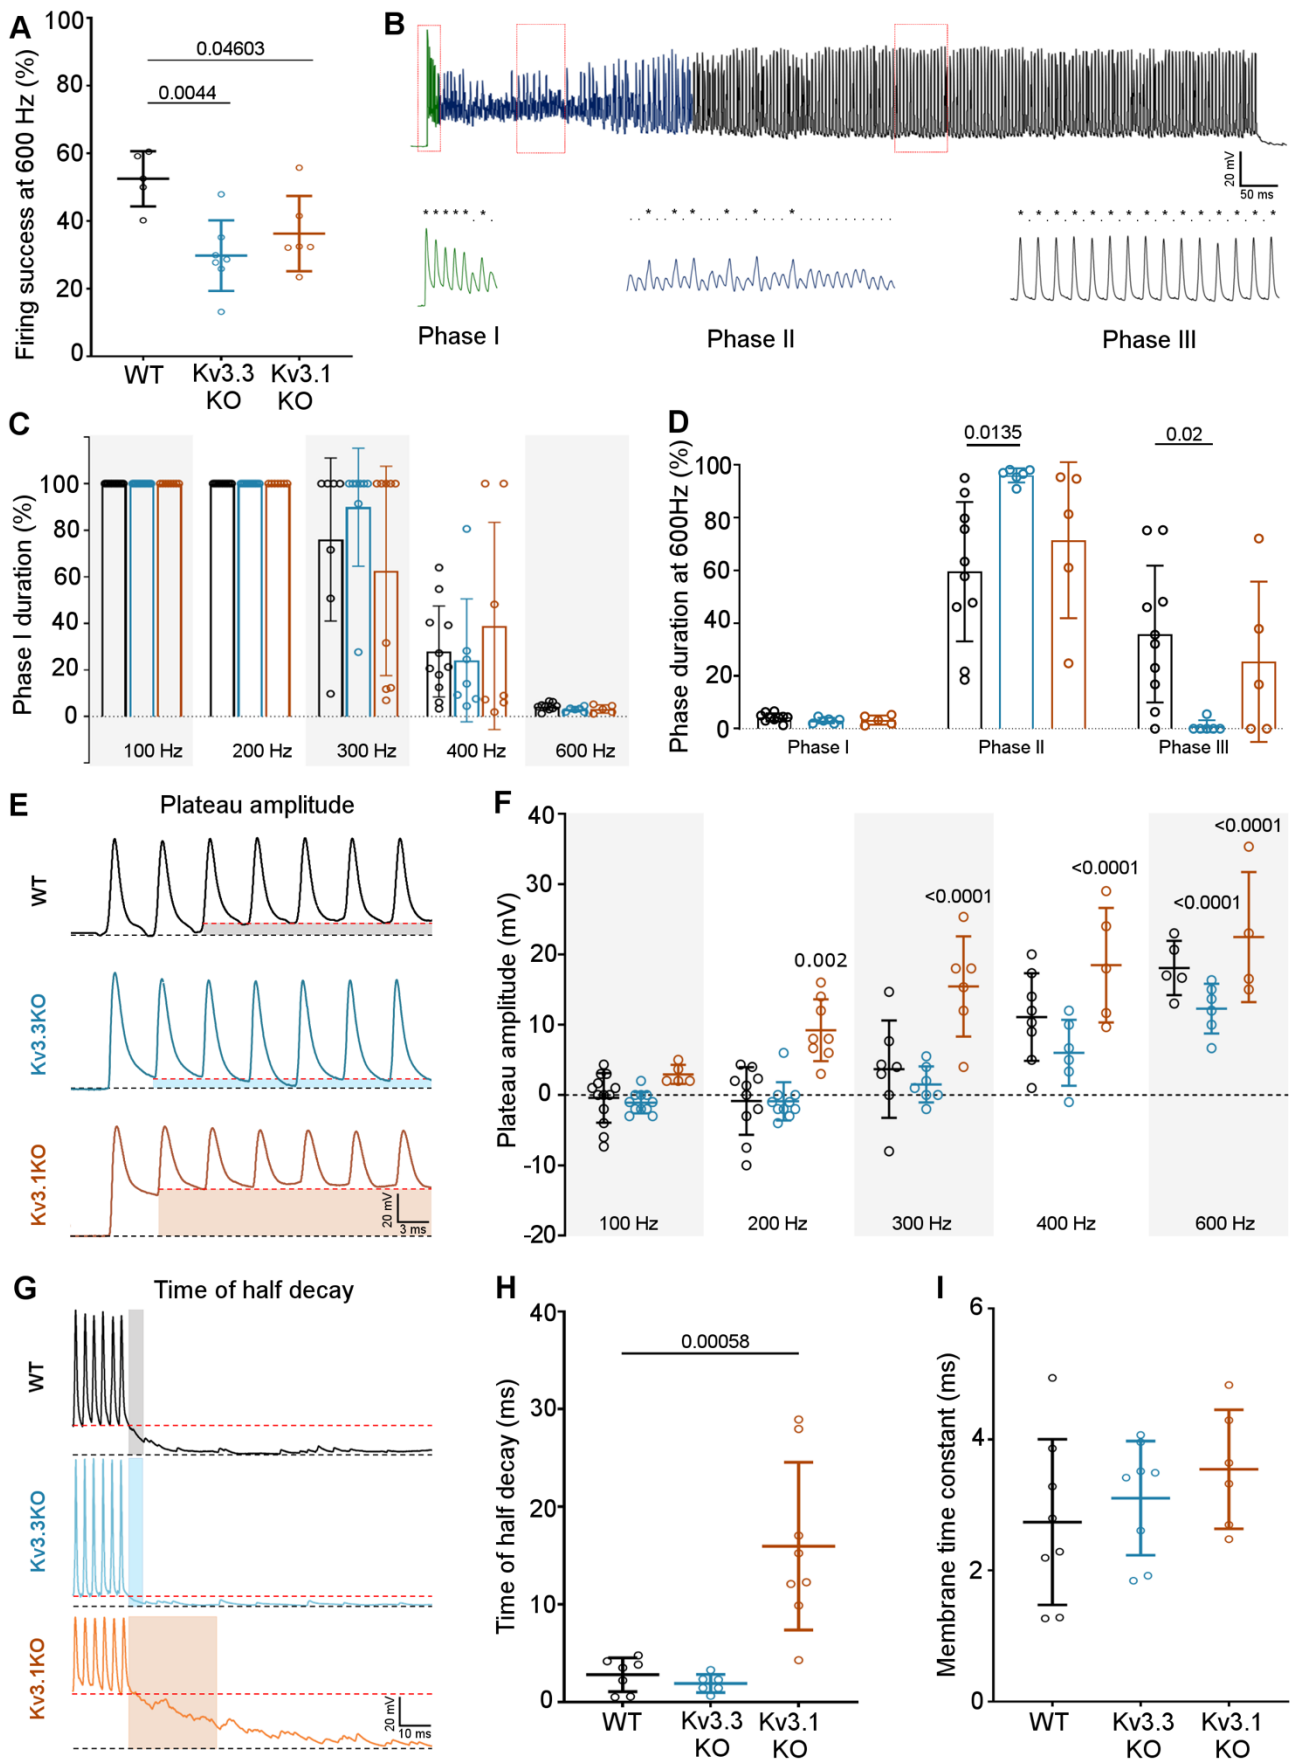 A
Firing success at 600 Hz (%)
100
80
60
40
20
0
0.04603
0.0044
WT
Kv3.3
KO
Kv3.1
KO
B
20 mV
50 ms
Phase I
Phase II
Phase III
C
Phase I duration (%)
100
80
60
40
20
0
100 Hz
200 Hz
300 Hz
400 Hz
600 Hz
D
Phase duration at 600Hz (%)
100
80
60
40
20
0
0.0135
0.02
Phase I
Phase II
Phase III
E
Plateau amplitude
WT
Kv3.3KO
Kv3.1KO
20 mV
3 ms
F
Plateau amplitude (mV)
40
30
20
10
0
-10
-20
0.002
<0.0001
<0.0001
<0.0001
<0.0001
100 Hz
200 Hz
300 Hz
400 Hz
600 Hz
G
Time of half decay
WT
Kv3.3KO
Kv3.1KO
20 mV
10 ms
H
Time of half decay (ms)
40
30
20
10
0
0.00058
WT
Kv3.3
KO
Kv3.1
KO
I
Membrane time constant (ms)
6
4
2
0
WT
Kv3.3
KO
Kv3.1
KO